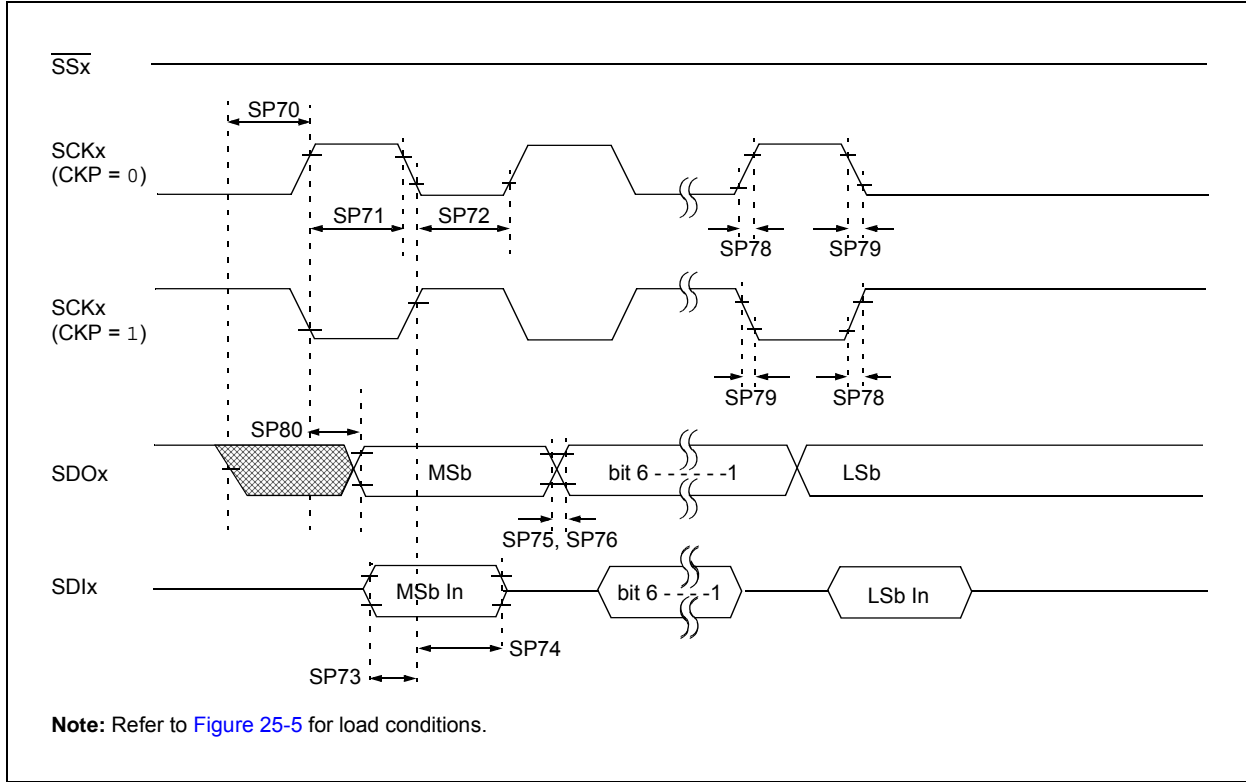 SSx
SP70
SCKx
(CKP = 0)
SP71
SP72
SP78
SP79
SCKx
(CKP = 1)
SP79
SP78
SP80
SDOx
MSb
bit 6 - - - - - -1
LSb
SP75, SP76
SDIx
MSb In
bit 6 - - - -1
LSb In
SP74
SP73
Note: Refer to Figure 25-5 for load conditions.